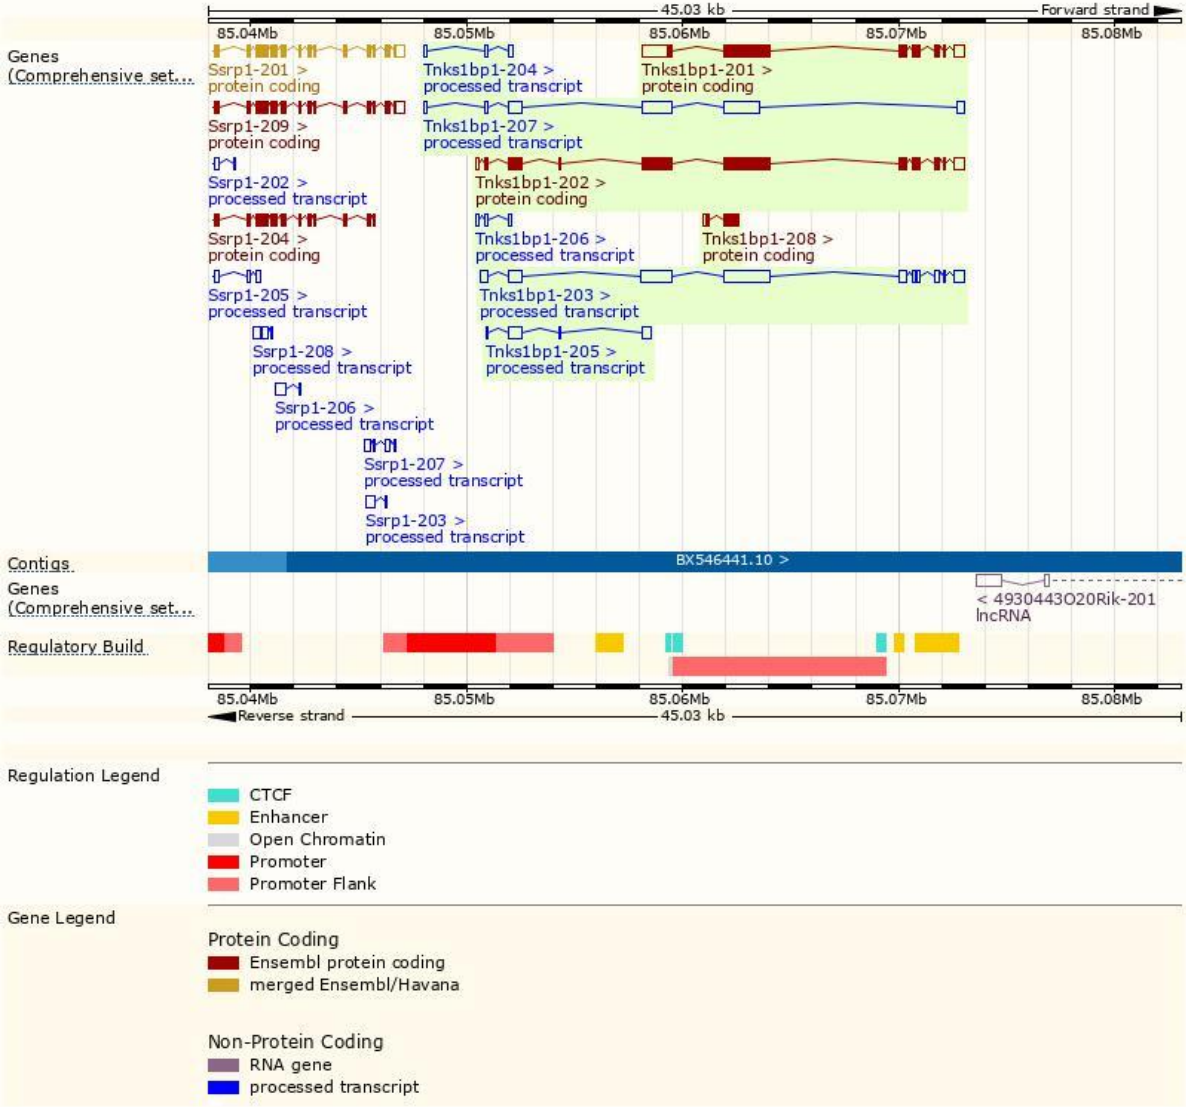 45.03 kb Forward strand
85.04Mb 85.05Mb 85.06Mb 85.07Mb 85.08Mb
Genes
(Comprehensive set...
Ssrp1-201 > Tnks1bp1-204 > Tnks1bp1-201 >
protein coding processed transcript protein coding
Ssrp1-209 > Tnks1bp1-207 >
protein coding processed transcript
Ssrp1-202 > Tnks1bp1-202 >
processed transcript protein coding
Ssrp1-204 > Tnks1bp1-206 > Tnks1bp1-208 >
protein coding processed transcript protein coding
Ssrp1-205 > Tnks1bp1-203 >
processed transcript processed transcript
Ssrp1-208 > Tnks1bp1-205 >
processed transcript processed transcript
Ssrp1-206 >
processed transcript
Ssrp1-207 >
processed transcript
Ssrp1-203 >
processed transcript
Contigs BX546441.10 >
Genes
(Comprehensive set...
< 4930443O20Rik-201
lncRNA
Regulatory Build
85.04Mb 85.05Mb 85.06Mb 85.07Mb 85.08Mb
Reverse strand 45.03 kb
Regulation Legend
CTCF
Enhancer
Open Chromatin
Promoter
Promoter Flank
Gene Legend
Protein Coding
Ensembl protein coding
merged Ensembl/Havana
Non-Protein Coding
RNA gene
processed transcript